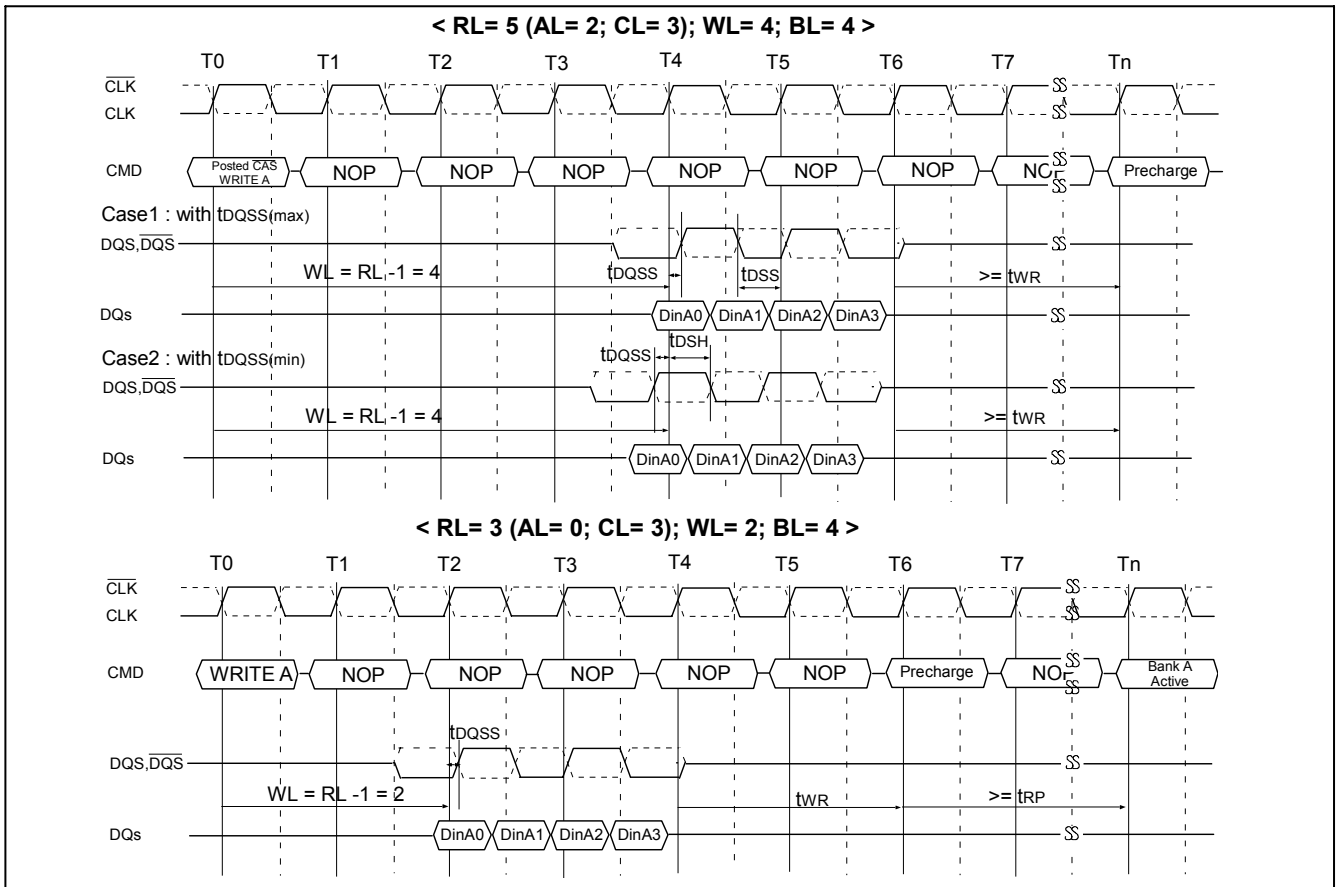 < RL= 5 (AL= 2; CL= 3); WL= 4; BL= 4 >
T0 T1 T2 T3 T4 T5 T6 T7 Tn
CLK
CLK
CMD Posted CAS WRITE A NOP NOP NOP NOP NOP NOP NOP Precharge
Case1 : with tDQSS(max)
DQS,DQS
WL = RL -1 = 4 tDQSS tDSS >= tWR
DQs DinA0 DinA1 DinA2 DinA3
Case2 : with tDQSS(min)
tDQSS tDSH
DQS,DQS
WL = RL -1 = 4 >= tWR
DQs DinA0 DinA1 DinA2 DinA3
< RL= 3 (AL= 0; CL= 3); WL= 2; BL= 4 >
T0 T1 T2 T3 T4 T5 T6 T7 Tn
CLK
CLK
CMD WRITE A NOP NOP NOP NOP NOP Precharge NOP Bank A Active
tDQSS
DQS,DQS
WL = RL -1 = 2 tWR >= tRP
DQs DinA0 DinA1 DinA2 DinA3